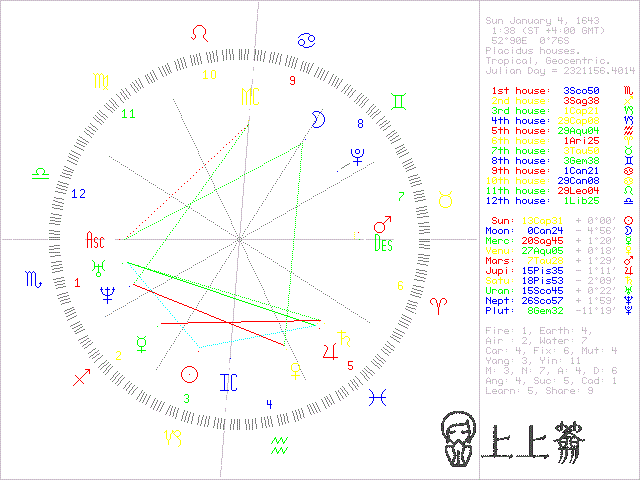 Sun January 4, 1643
1:38 (ST +4:00 GMT)
52°90E 0°76S
Placidus houses.
Tropical, Geocentric.
Julian Day = 2321156.4014
1st house: 3Sco50
2nd house: 3Sag38
3rd house: 1Cap21
4th house: 29Cap08
5th house: 29Aqu04
6th house: 1Ari25
7th house: 3Tau50
8th house: 3Gem38
9th house: 1Can21
10th house: 29Can08
11th house: 29Leo04
12th house: 1Lib25
Sun: 13Cap31 + 0°00'
Moon: 0Can24 - 4°56'
Merc: 20Sag45 + 1°20'
Venu: 27Aqu05 + 0°18'
Mars: 7Tau28 + 1°29'
Jupi: 15Pis35 - 1°11'
Satu: 18Pis53 - 2°09'
Uran: 15Sco45 + 0°22'
Nept: 26Sco57 + 1°53'
Plut: 8Gem32 -11°19'
Fire: 1, Earth: 4,
Air : 2, Water: 7
Car: 4, Fix: 6, Mut: 4
Yang: 3, Yin: 11
M: 3, N: 7, A: 4, D: 6
Ang: 4, Suc: 5, Cad: 1
Learn: 5, Share: 9
10
9
MC
11
8
12
7
Asc
Des
1
6
2
5
IC
3
4
上上